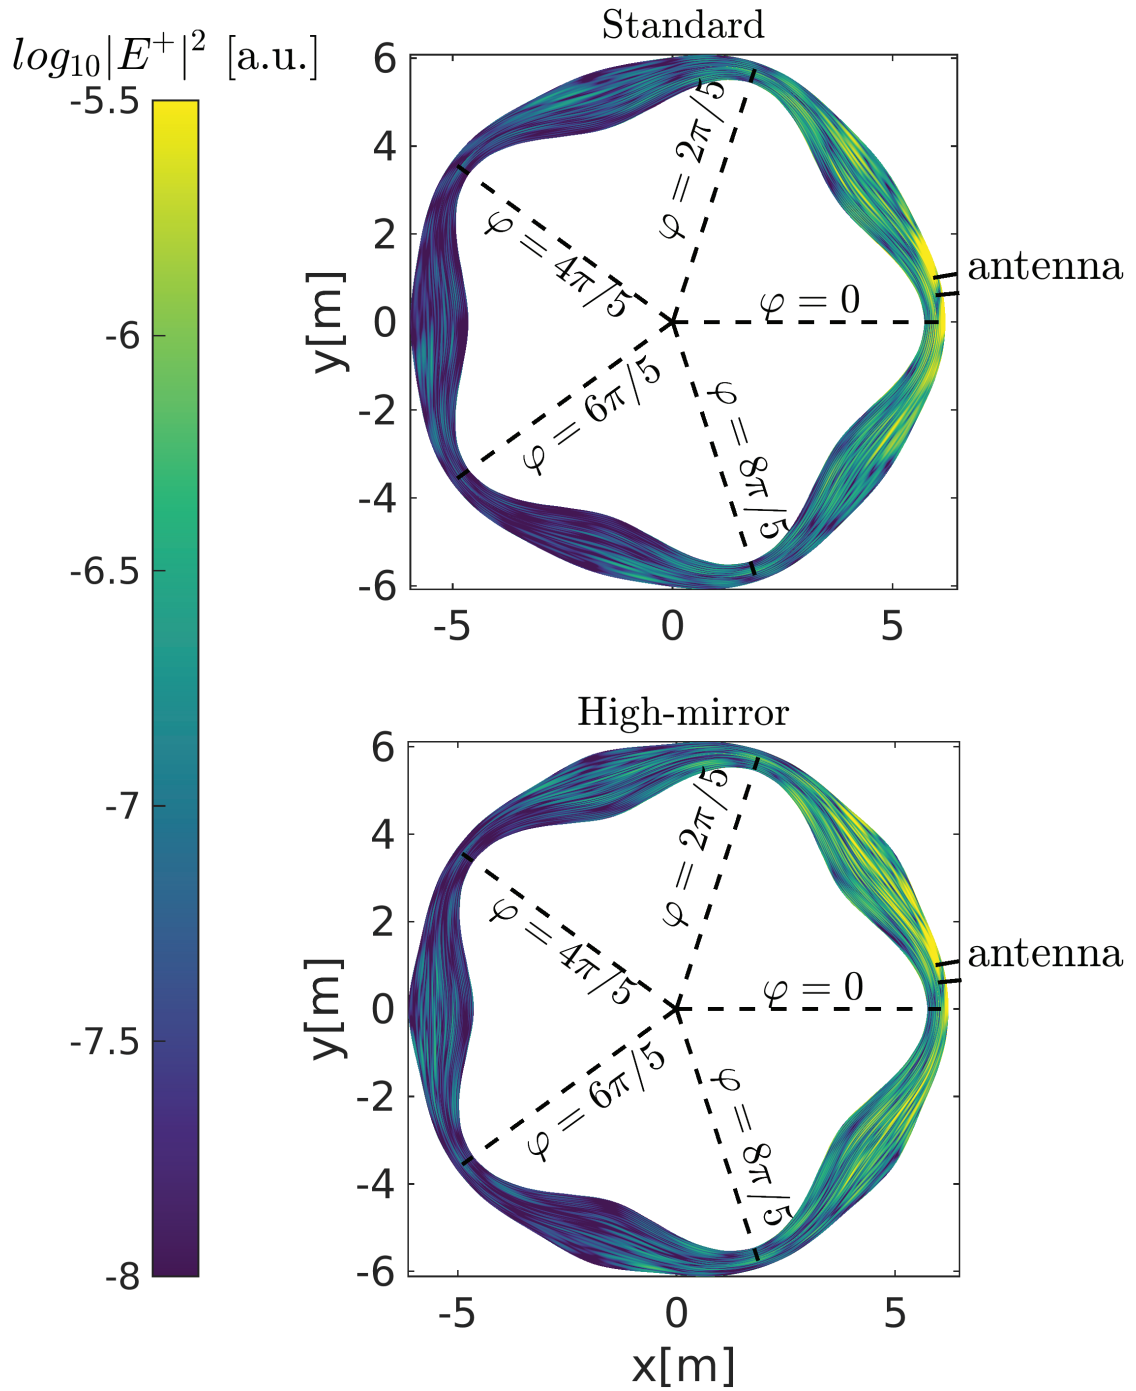 log₁₀|E⁺|² [a.u.]
-5.5
-6
-6.5
-7
-7.5
-8
Standard
6
4
2
0
-2
-4
-6
y[m]
-5
0
5
φ = 0
φ = 2π/5
φ = 4π/5
φ = 6π/5
φ = 8π/5
antenna
High-mirror
6
4
2
0
-2
-4
-6
y[m]
-5
0
5
x[m]
φ = 0
φ = 2π/5
φ = 4π/5
φ = 6π/5
φ = 8π/5
antenna